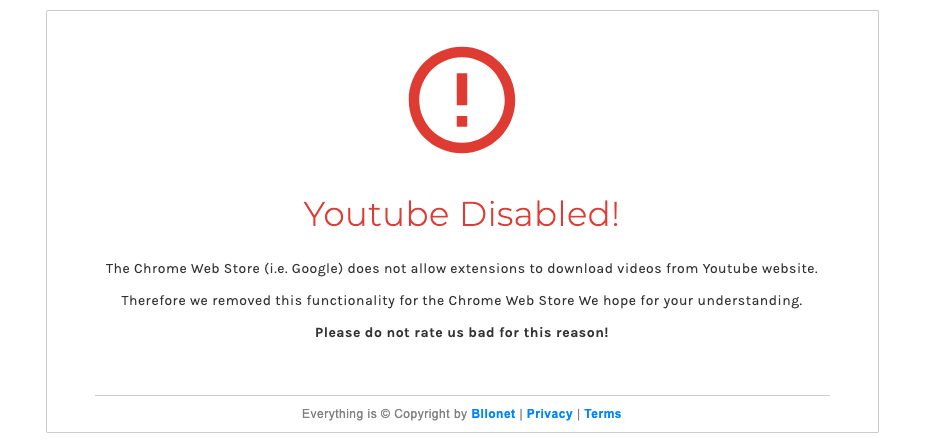 Youtube Disabled!
The Chrome Web Store (i.e. Google) does not allow extensions to download videos from Youtube website.
Therefore we removed this functionality for the Chrome Web Store We hope for your understanding.
Please do not rate us bad for this reason!
Everything is © Copyright by Bllonet | Privacy | Terms